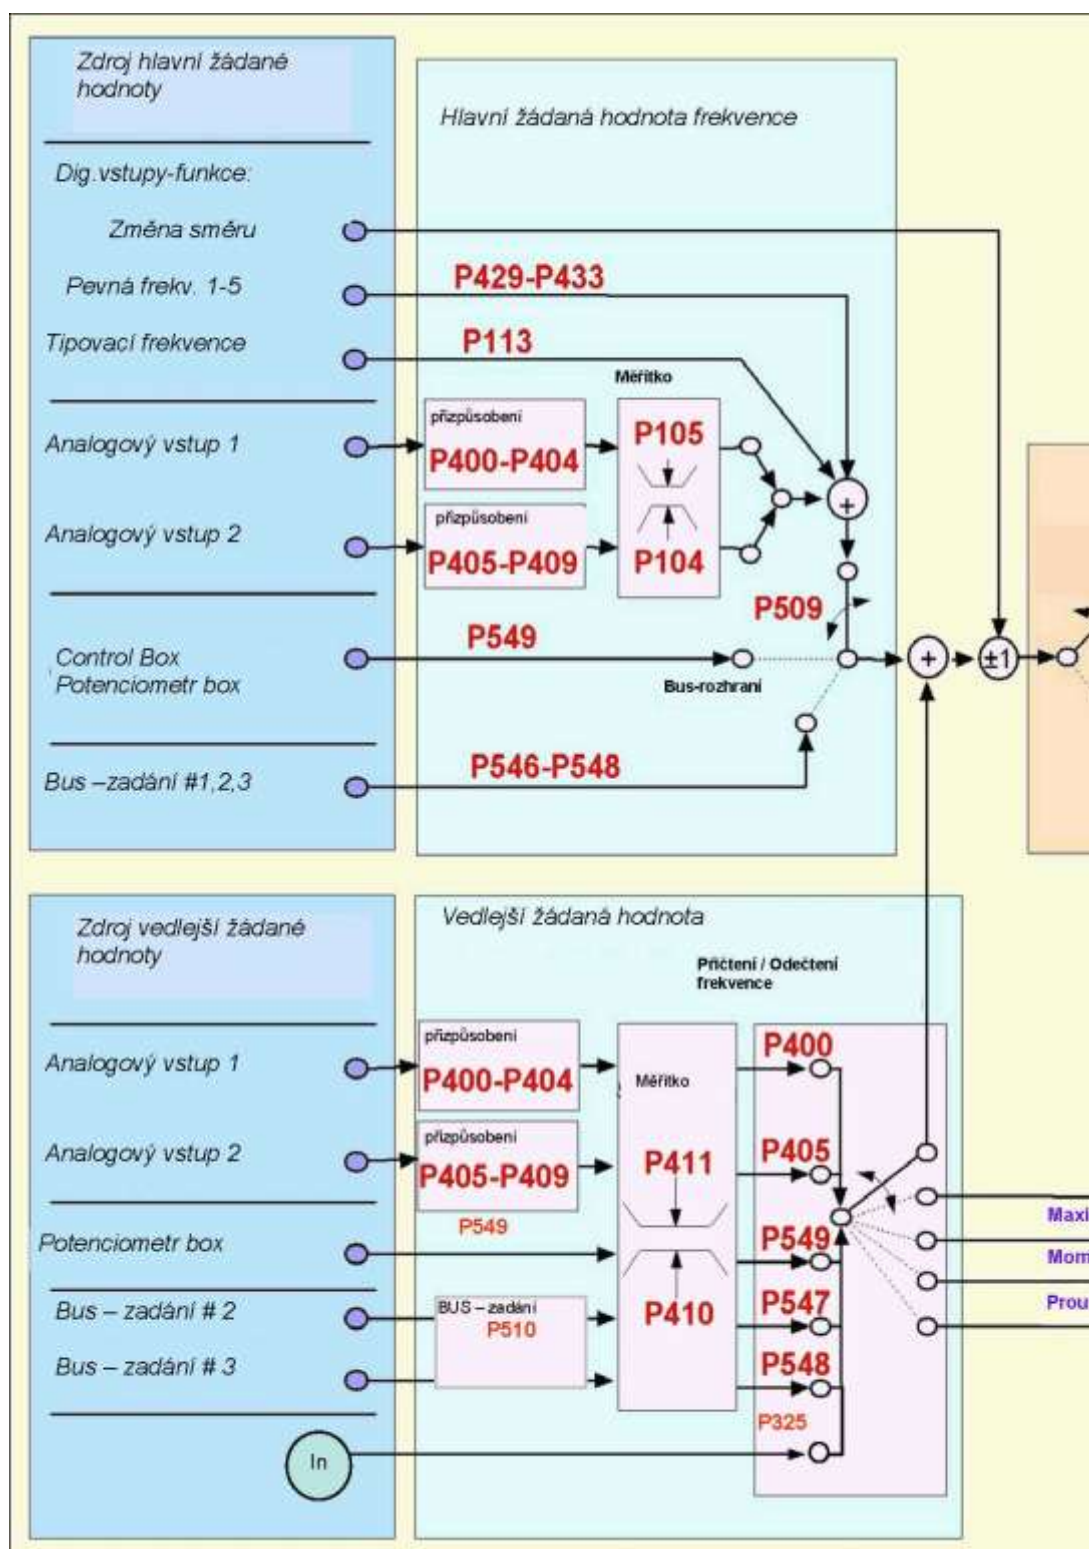 Zdroj hlavní žádané
hodnoty
Dig.vstupy-funkce:
Změna směru
Pevná frekv. 1-5
Tipovací frekvence
Analogový vstup 1
Analogový vstup 2
Control Box
Potenciometr box
Bus –zadání #1,2,3
Hlavní žádaná hodnota frekvence
P429-P433
P113
Měřítko
přizpůsobení
P400-P404
P105
přizpůsobení
P405-P409
P104
+
P509
P549
+
±1
Bus-rozhraní
P546-P548
Zdroj vedlejší žádané
hodnoty
Analogový vstup 1
Analogový vstup 2
Potenciometr box
Bus – zadání # 2
Bus – zadání # 3
In
Vedlejší žádaná hodnota
Přičtení / Odečtení
frekvence
přizpůsobení
P400-P404
Měřítko
P400
přizpůsobení
P405-P409
P411
P405
P549
P549
BUS – zadání
P510
P410
P547
P548
P325
Maxi
Mom
Prou